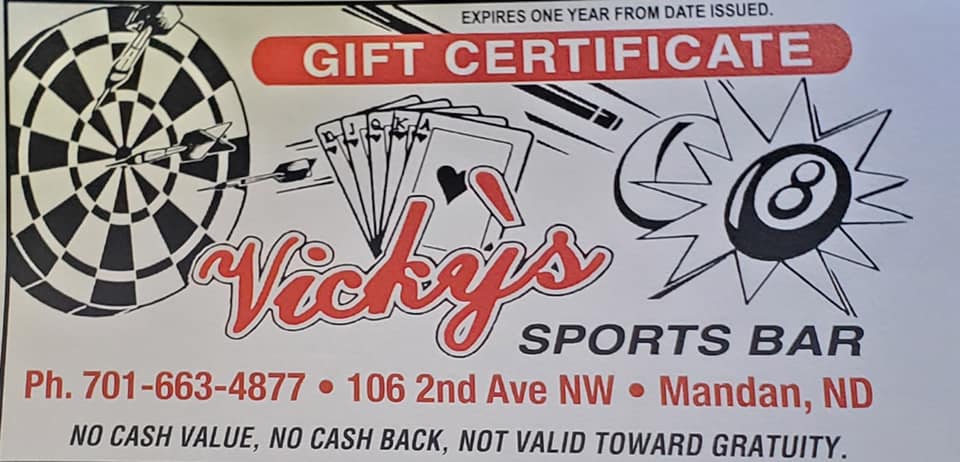 EXPIRES ONE YEAR FROM DATE ISSUED.
GIFT CERTIFICATE
J Q K A
8
Vicky's
SPORTS BAR
Ph. 701-663-4877 • 106 2nd Ave NW • Mandan, ND
NO CASH VALUE, NO CASH BACK, NOT VALID TOWARD GRATUITY.